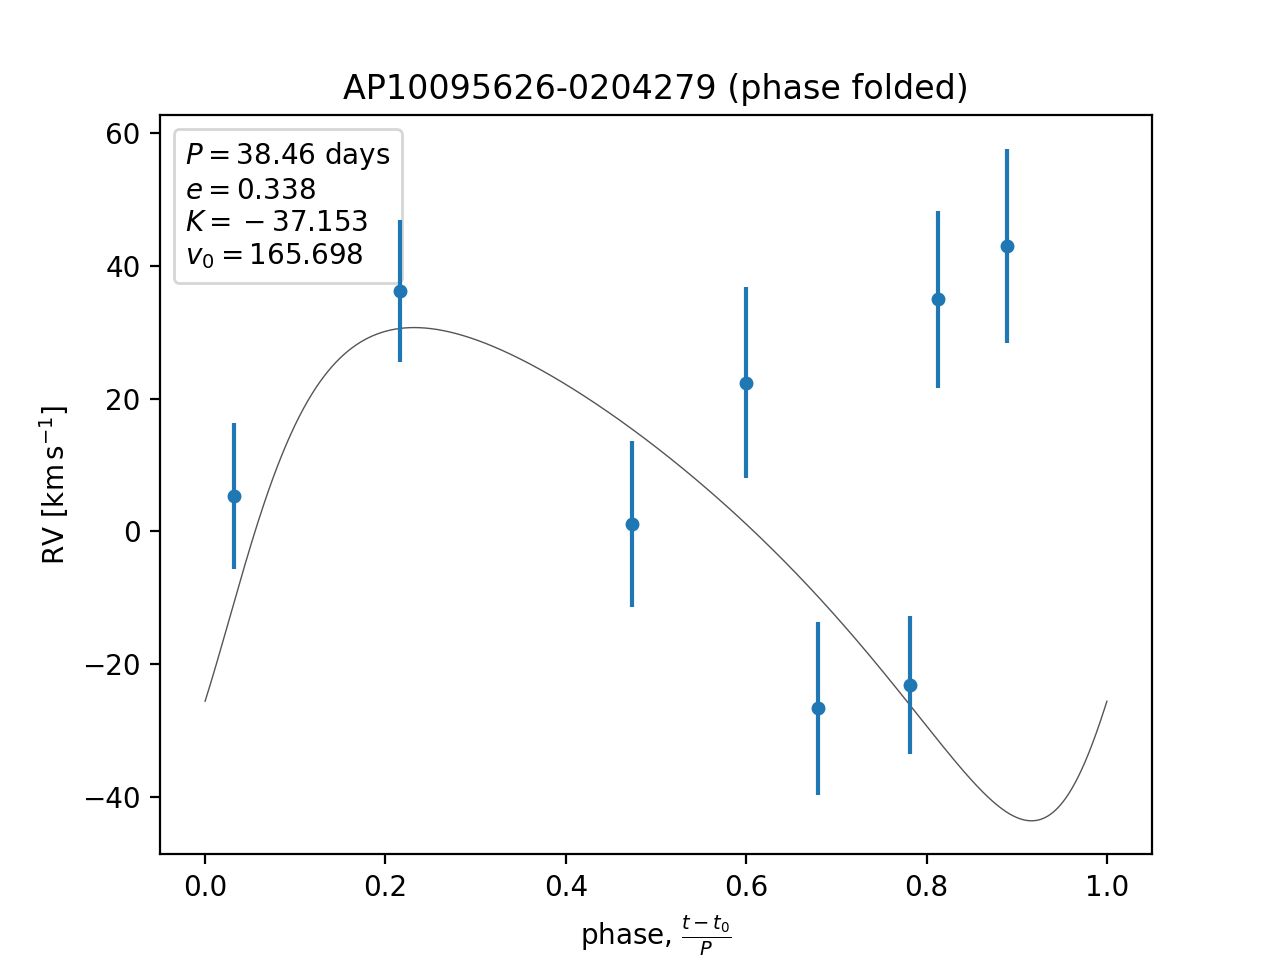 AP10095626-0204279 (phase folded)
P = 38.46 days
e = 0.338
K = − 37.153
v₀ = 165.698
60
40
20
0
−20
−40
RV [km s⁻¹]
0.0 0.2 0.4 0.6 0.8 1.0
phase, (t − t₀)/P